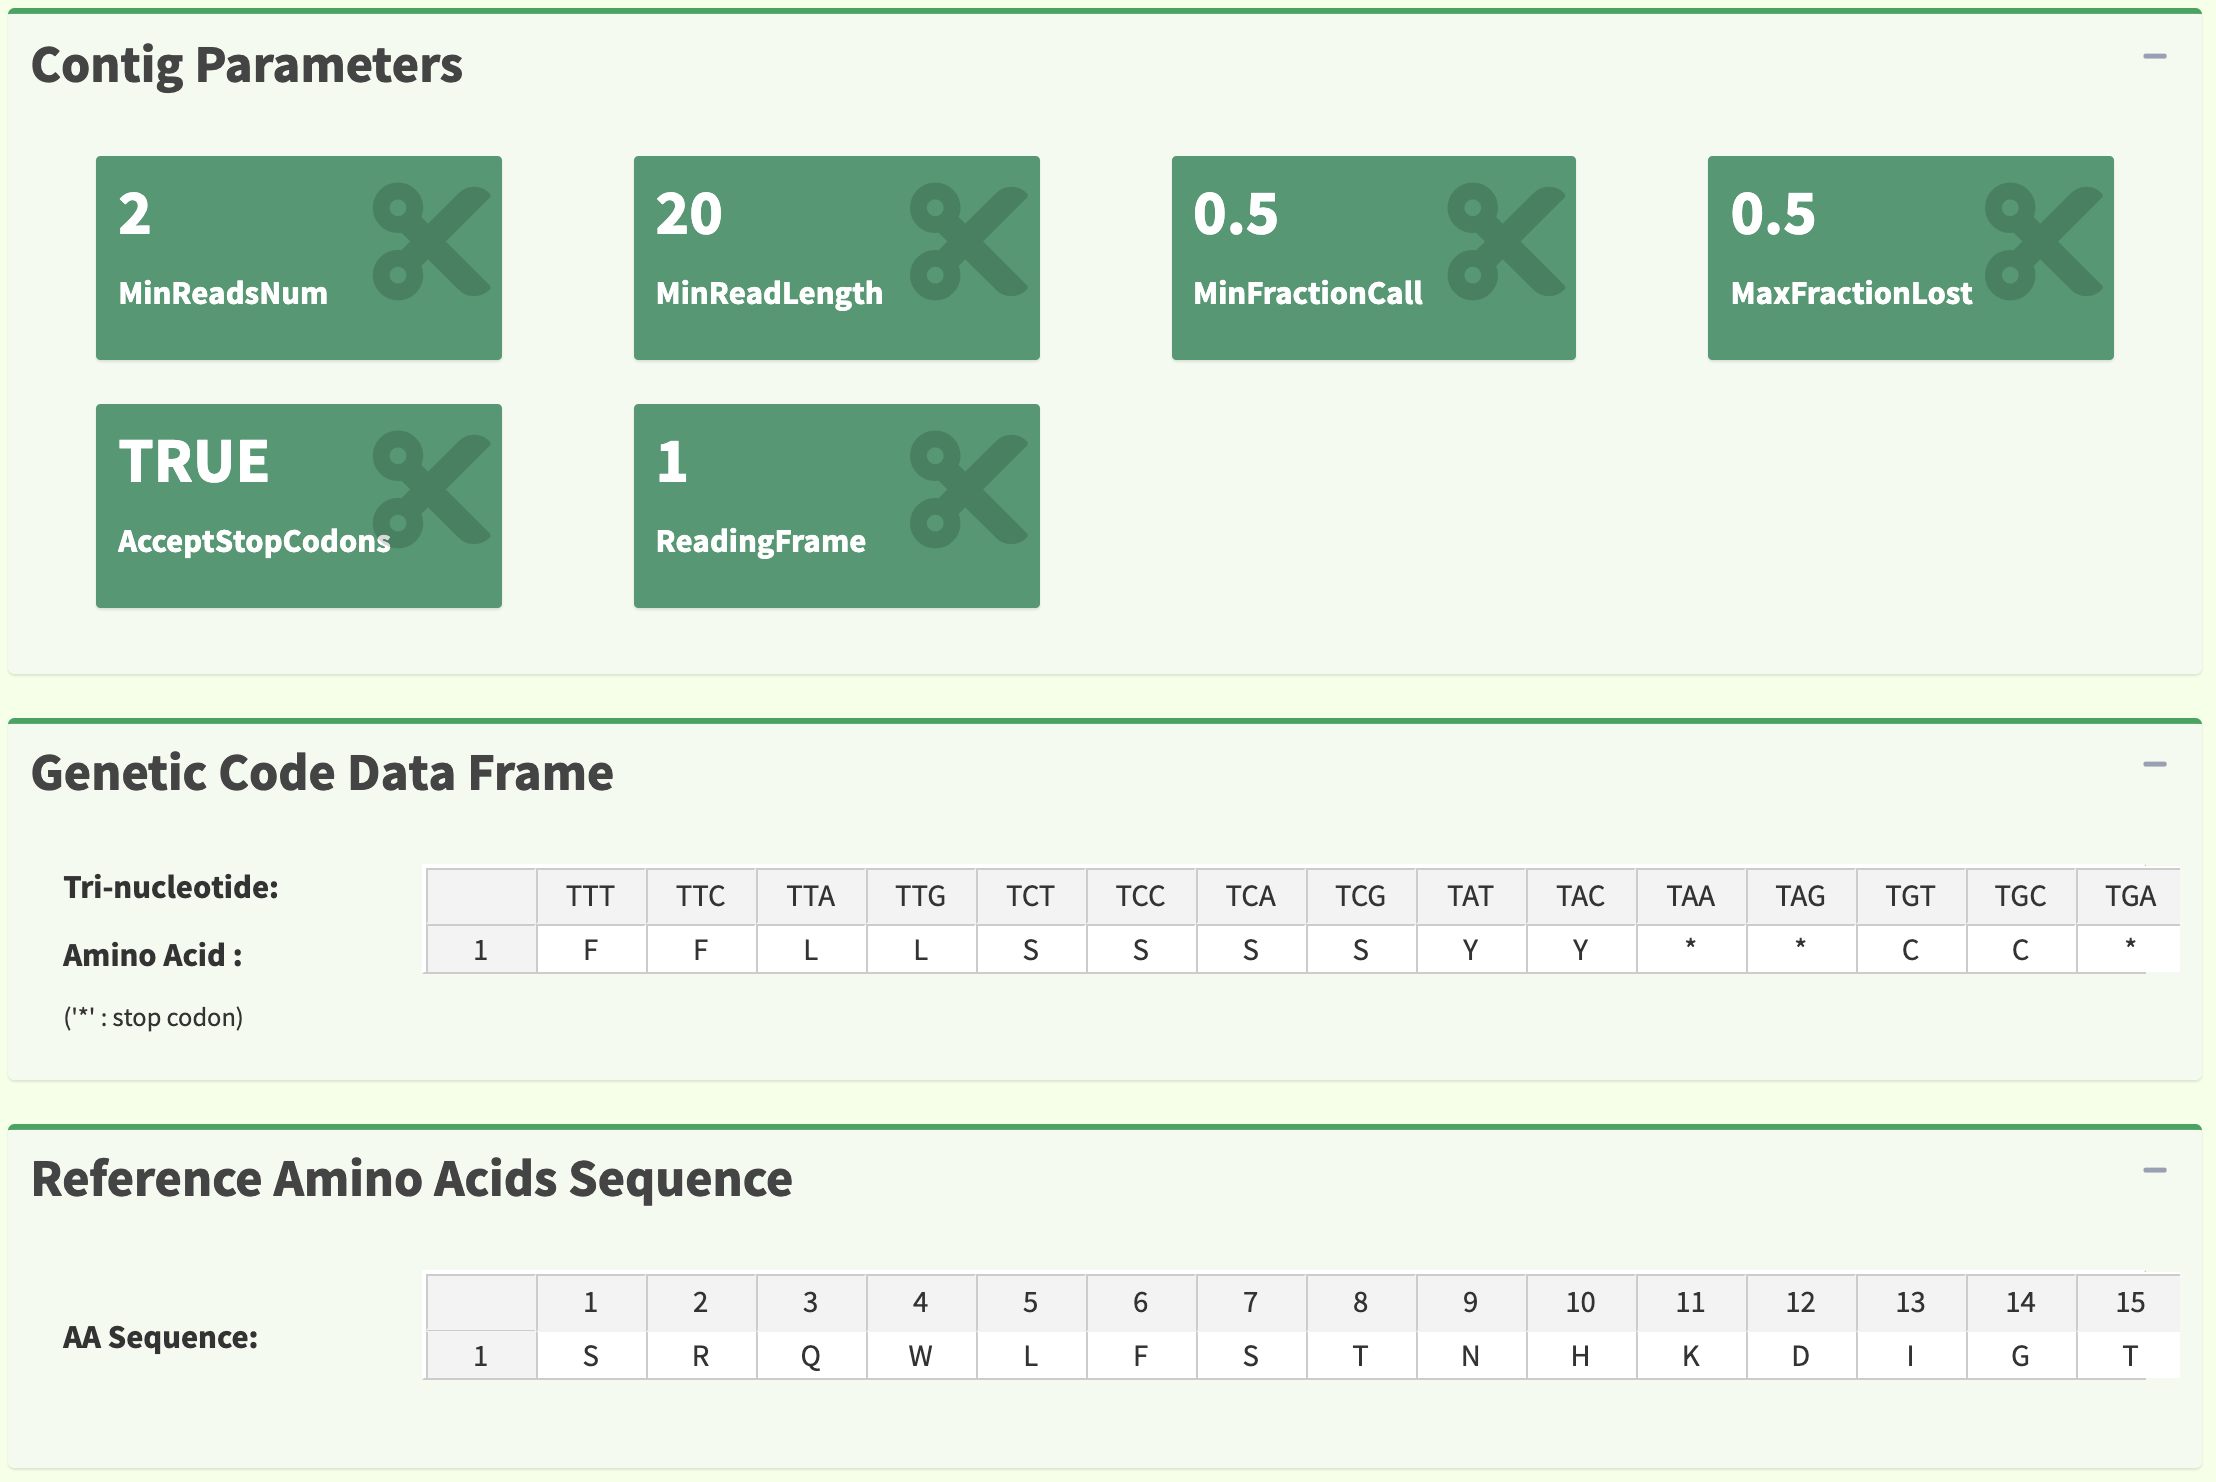 Contig Parameters
2
MinReadsNum
20
MinReadLength
0.5
MinFractionCall
0.5
MaxFractionLost
TRUE
AcceptStopCodons
1
ReadingFrame
Genetic Code Data Frame
Tri-nucleotide:
TTT TTC TTA TTG TCT TCC TCA TCG TAT TAC TAA TAG TGT TGC TGA
Amino Acid :
1 F F L L S S S S Y Y * * C C *
('*' : stop codon)
Reference Amino Acids Sequence
1 2 3 4 5 6 7 8 9 10 11 12 13 14 15
AA Sequence:
1 S R Q W L F S T N H K D I G T